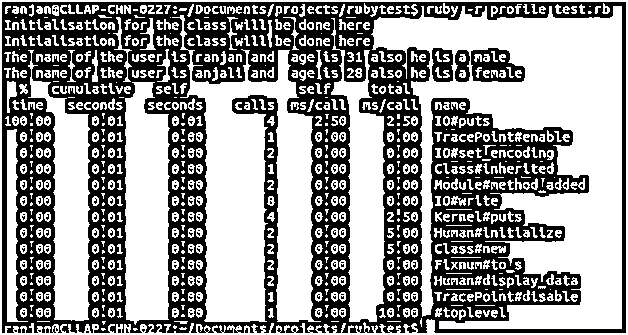 ranjan@CLLAP-CHN-0227:~/Documents/projects/rubytest$ ruby -r profile test.rb
Initialisation for the class will be done here
Initialisation for the class will be done here
The name of the user is ranjan and  age is 31 also he is a male
The name of the user is anjali and  age is 28 also he is a female
  %   cumulative   self              self     total
 time   seconds   seconds    calls  ms/call  ms/call  name
100.00     0.01      0.01        4     2.50     2.50  IO#puts
  0.00     0.01      0.00        1     0.00     0.00  TracePoint#enable
  0.00     0.01      0.00        2     0.00     0.00  IO#set_encoding
  0.00     0.01      0.00        1     0.00     0.00  Class#inherited
  0.00     0.01      0.00        2     0.00     0.00  Module#method_added
  0.00     0.01      0.00        8     0.00     0.00  IO#write
  0.00     0.01      0.00        4     0.00     2.50  Kernel#puts
  0.00     0.01      0.00        2     0.00     5.00  Human#initialize
  0.00     0.01      0.00        2     0.00     5.00  Class#new
  0.00     0.01      0.00        2     0.00     0.00  Fixnum#to_s
  0.00     0.01      0.00        2     0.00     0.00  Human#display_data
  0.00     0.01      0.00        1     0.00     0.00  TracePoint#disable
  0.00     0.01      0.00        1     0.00    10.00  #toplevel
ranjan@CLLAP-CHN-0227:~/Documents/projects/rubytest$